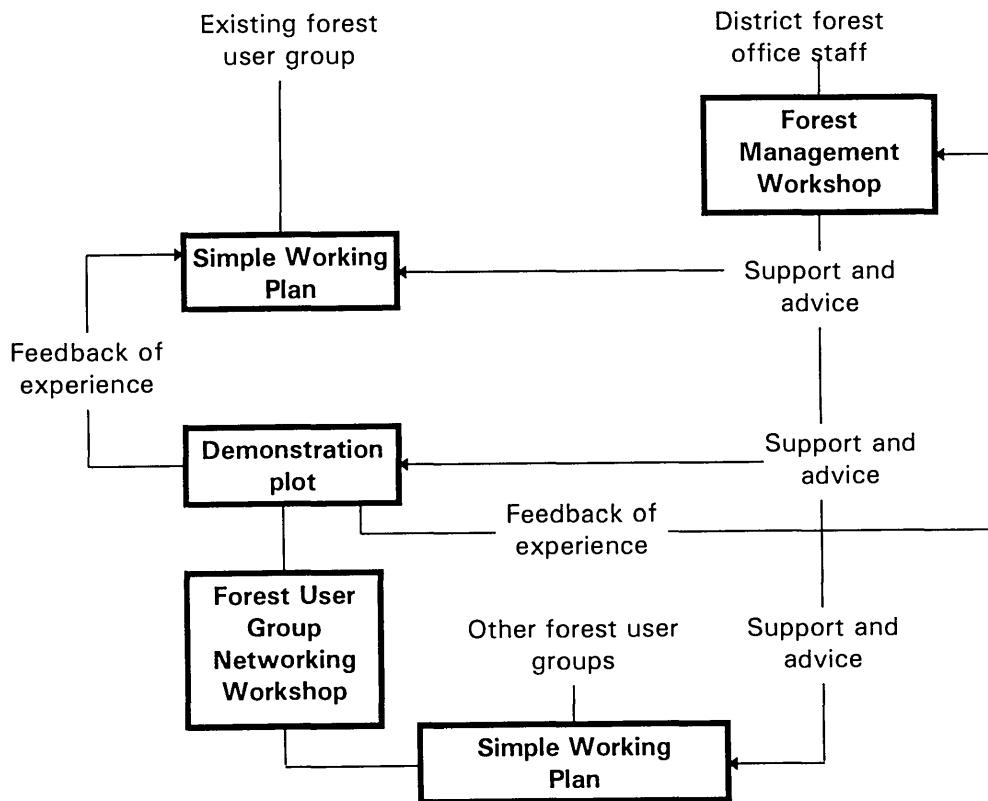 Existing forest
user group
District forest
office staff
Forest
Management
Workshop
Simple Working
Plan
Support and
advice
Feedback of
experience
Demonstration
plot
Support and
advice
Feedback of
experience
Forest User
Group
Networking
Workshop
Other forest user
groups
Support and
advice
Simple Working
Plan